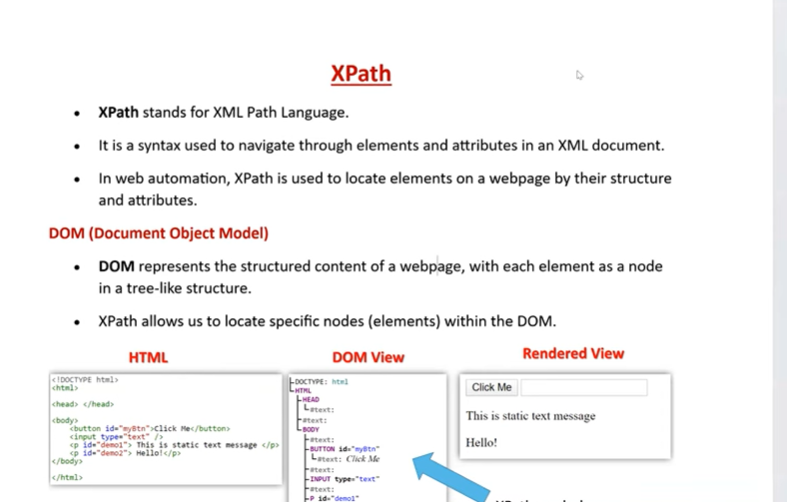 XPath
• XPath stands for XML Path Language.
• It is a syntax used to navigate through elements and attributes in an XML document.
• In web automation, XPath is used to locate elements on a webpage by their structure
and attributes.
DOM (Document Object Model)
• DOM represents the structured content of a webpage, with each element as a node
in a tree-like structure.
• XPath allows us to locate specific nodes (elements) within the DOM.
HTML
<!DOCTYPE html>
<html>
<head> </head>
<body>
<button id="myBtn">Click Me</button>
<input type="text" />
<p id="demo1"> This is static text message </p>
<p id="demo2"> Hello!</p>
</body>
</html>
DOM View
DOCTYPE: html
HTML
HEAD
#text:
#text:
BODY
#text:
BUTTON id="myBtn"
#text: Click Me
#text:
INPUT type="text"
#text:
P id="demo1"
Rendered View
Click Me
This is static text message
Hello!